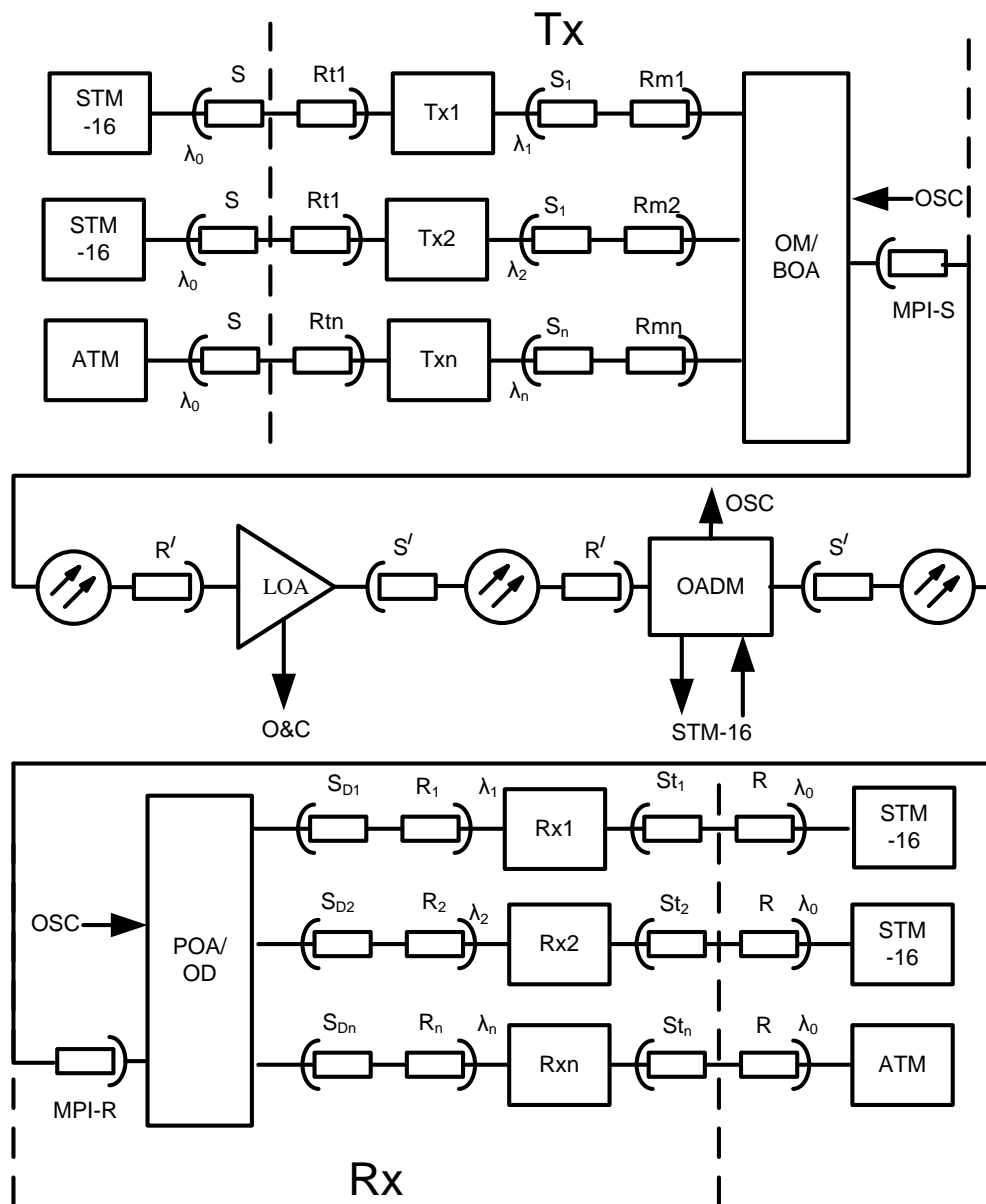 Tx
STM
-16
λ0
S
Rt1
Tx1
λ1
S1
Rm1
STM
-16
λ0
S
Rt1
Tx2
λ2
S1
Rm2
ATM
λ0
S
Rtn
Txn
λn
Sn
Rmn
OM/
BOA
OSC
MPI-S
R′
LOA
O&C
S′
R′
OSC
OADM
STM-16
S′
OSC
POA/
OD
MPI-R
SD1
R1
λ1
Rx1
St1
R
λ0
STM
-16
SD2
R2
λ2
Rx2
St2
R
λ0
STM
-16
SDn
Rn
λn
Rxn
Stn
R
λ0
ATM
Rx